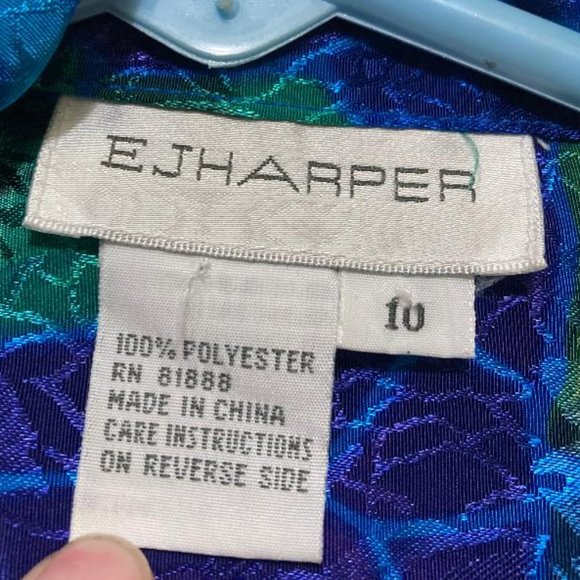 EJHARPER
10
100% POLYESTER
RN 81888
MADE IN CHINA
CARE INSTRUCTIONS
ON REVERSE SIDE